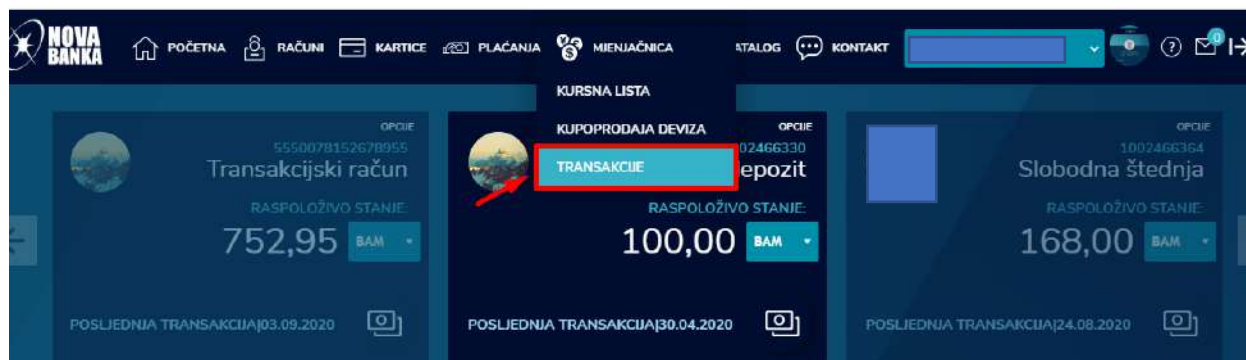 NOVA BANKA
POČETNA
RAČUNI
KARTICE
PLAĆANJA
MIENJAČNICA
ATALOG
KONTAKT
0
KURSNA LISTA
KUPOPRODAJA DEVIZA
TRANSAKCIJE
OPCIJE
5550078152678955
Transakcijski račun
RASPOLOŽIVO STANJE:
752,95 BAM
POSLJEDNJA TRANSAKCIJA|03.09.2020
OPCIJE
02466330
epozit
RASPOLOŽIVO STANJE:
100,00 BAM
POSLJEDNJA TRANSAKCIJA|30.04.2020
OPCIJE
1002466364
Slobodna štednja
RASPOLOŽIVO STANJE:
168,00 BAM
POSLJEDNJA TRANSAKCIJA|24.08.2020